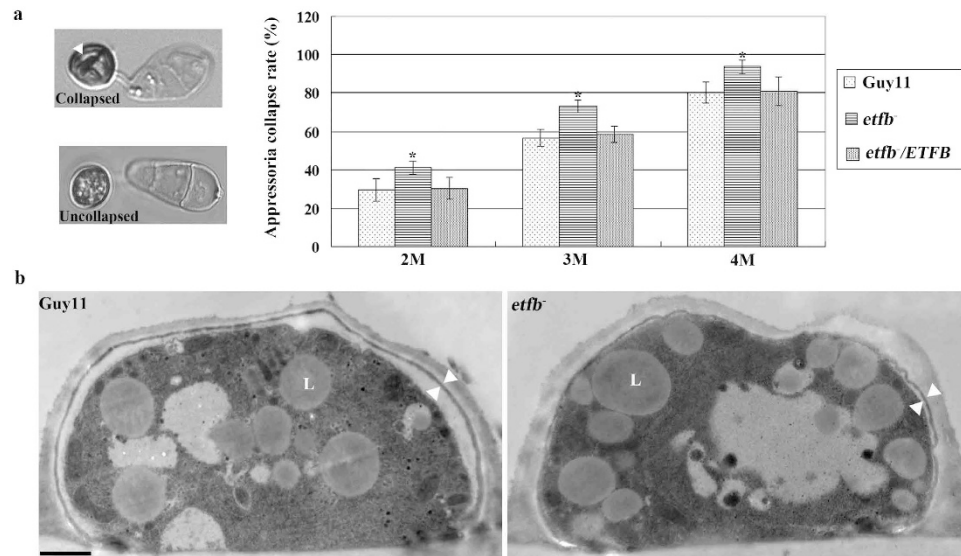 a
Collapsed
Uncollapsed
Appressoria collapse rate (%)
120
100
80
60
40
20
0
*
*
*
2M
3M
4M
Guy11
etfb-
etfb-/ETFB
b
Guy11
L
etfb-
L